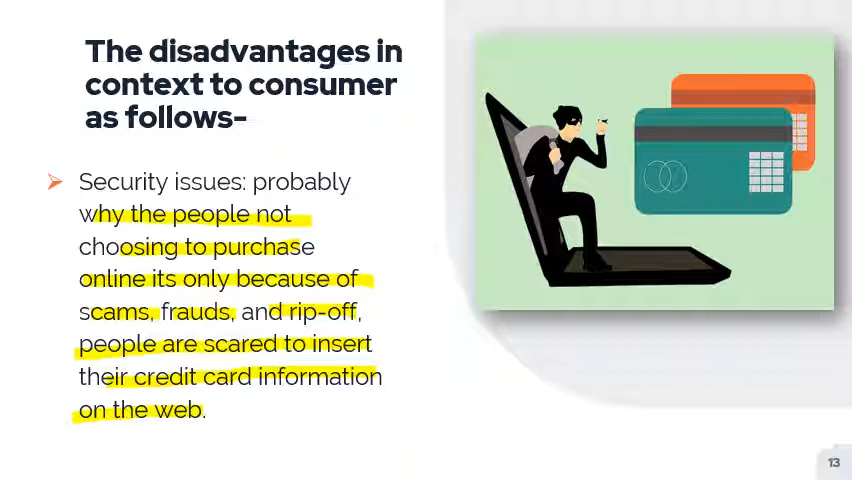 The disadvantages in
context to consumer
as follows-
Security issues: probably
why the people not
choosing to purchase
online its only because of
scams, frauds, and rip-off,
people are scared to insert
their credit card information
on the web.
13